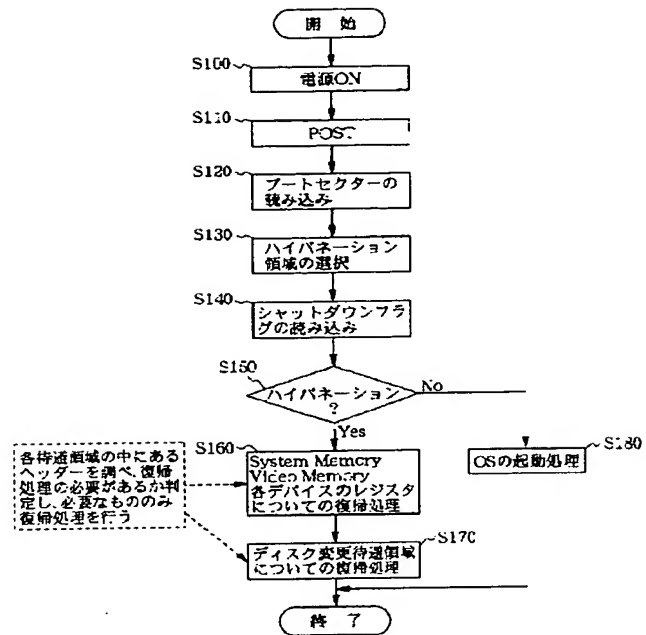 開 始
S100
電源ON
S110
POST
S120
ブートセクターの
読み込み
S130
ハイバネーション
領域の選択
S140
シャットダウンフラ
グの読み込み
S150
ハイバネーション
?
No
Yes
S160
System Memory
Video Memory
各デバイスのレジスタ
についての復帰処理
S180
OSの起動処理
各待避領域の中にある
ヘッダーを調べ、復帰
処理の必要があるか判
定し、必要なもののみ
復帰処理を行う
S170
ディスク変更待避領域
についての復帰処理
終 了